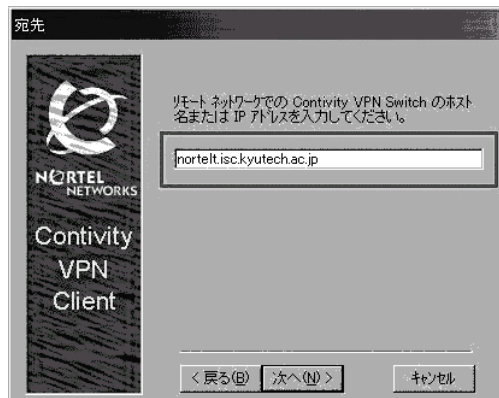 宛先
リモート ネットワークでの Contivity VPN Switch のホスト
名または IP アドレスを入力してください。
nortelt.isc.kyutech.ac.jp
NORTEL
NETWORKS
Contivity
VPN
Client
< 戻る(B)
次へ(N) >
キャンセル